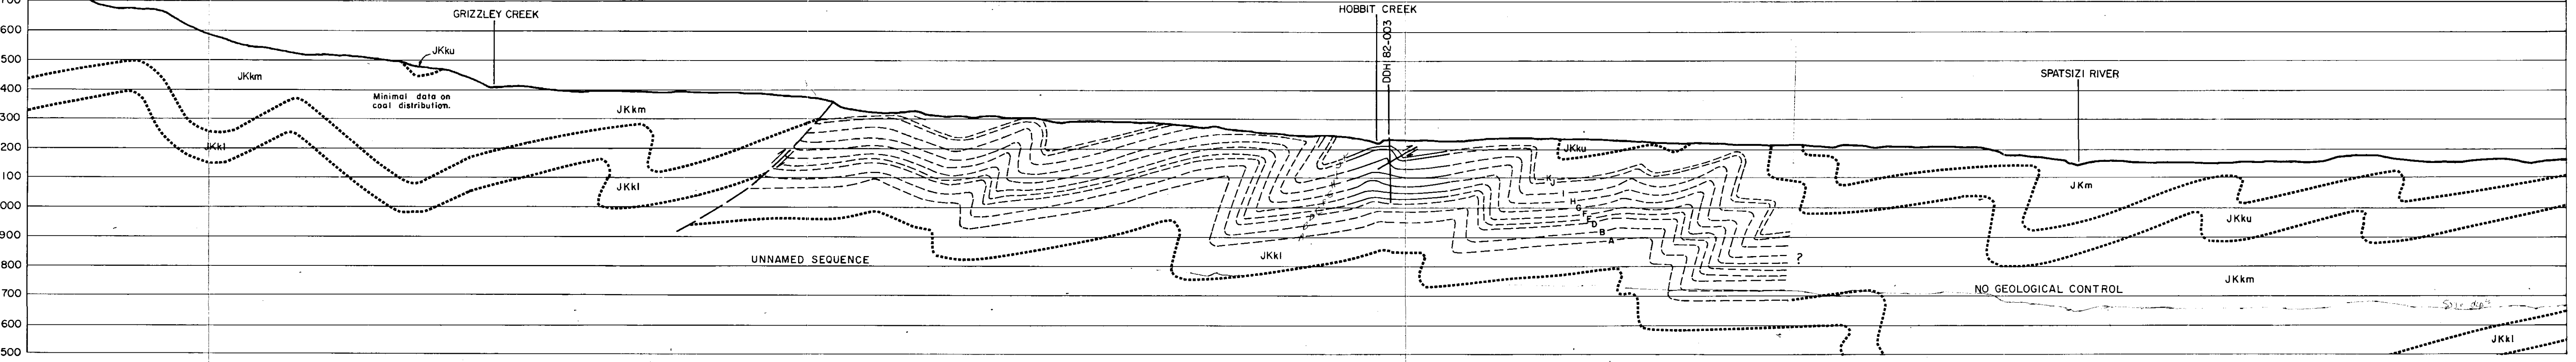 700
600
500
400
300
200
100
000
900
800
700
600
500
GRIZZLEY CREEK
HOBBIT CREEK
DDH 82-003
SPATSIZI RIVER
JKku
JKkm
Minimal data on
coal distribution.
JKkm
JKkl
JKkl
UNNAMED SEQUENCE
JKkl
JKku
K
J
I
H
G
F
E
D
B
A
?
JKm
JKku
JKkm
NO GEOLOGICAL CONTROL
JKkl